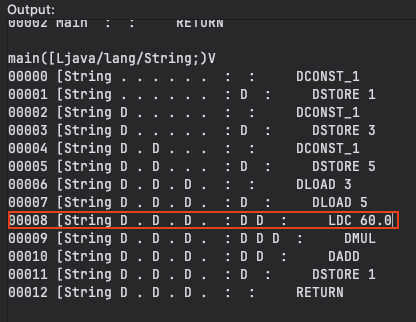 Output:
00002 Main  :  :     RETURN
main([Ljava/lang/String;)V
00000 [String . . . . . .  :  :     DCONST_1
00001 [String . . . . . .  : D  :     DSTORE 1
00002 [String D . . . . .  :  :     DCONST_1
00003 [String D . . . . .  : D  :     DSTORE 3
00004 [String D . D . . .  :  :     DCONST_1
00005 [String D . D . . .  : D  :     DSTORE 5
00006 [String D . D . D .  :  :     DLOAD 3
00007 [String D . D . D .  : D  :     DLOAD 5
00008 [String D . D . D .  : D D  :     LDC 60.0
00009 [String D . D . D .  : D D D  :     DMUL
00010 [String D . D . D .  : D D  :     DADD
00011 [String D . D . D .  : D  :     DSTORE 1
00012 [String D . D . D .  :  :     RETURN